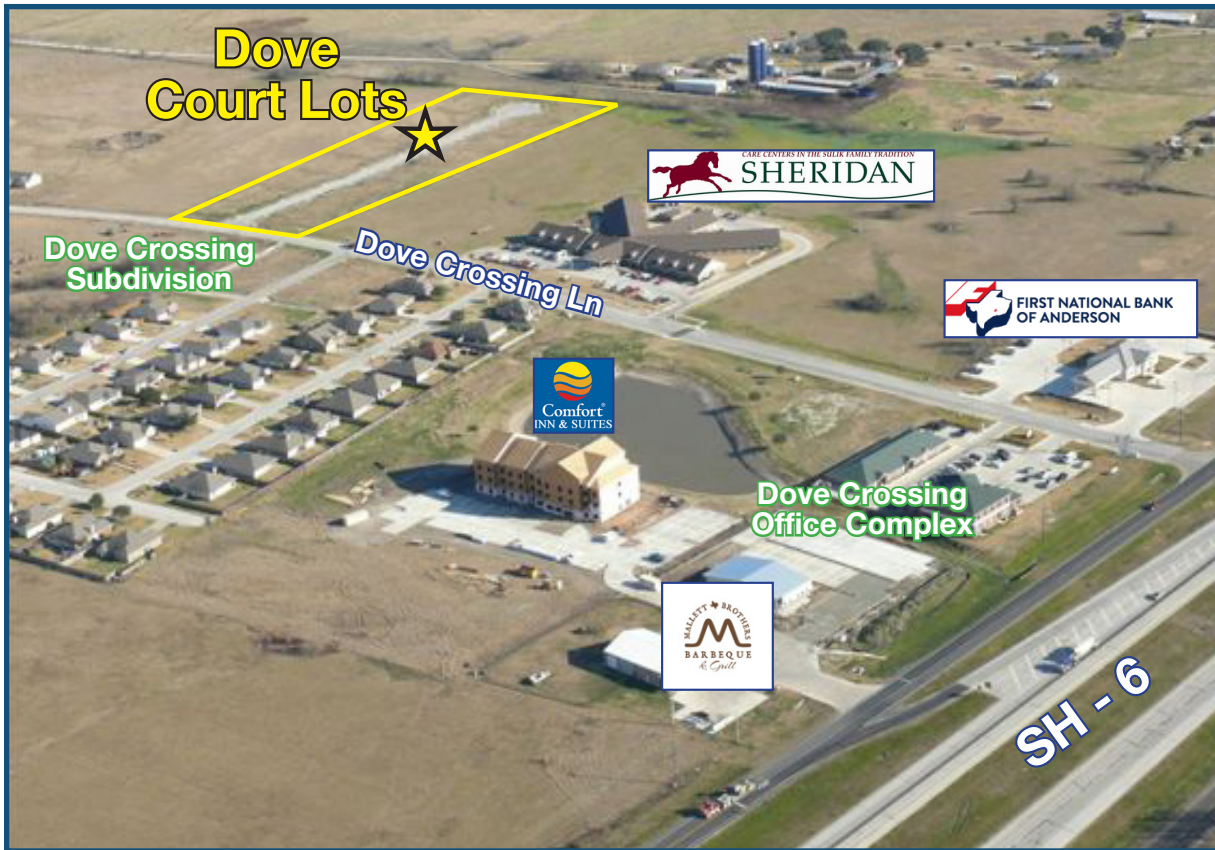 Dove
Court Lots
CARE CENTERS IN THE SULIK FAMILY TRADITION
SHERIDAN
Dove Crossing
Subdivision
Dove Crossing Ln
FIRST NATIONAL BANK
OF ANDERSON
Comfort®
INN & SUITES
Dove Crossing
Office Complex
MALLETT BROTHERS
M
BARBEQUE
& Grill
SH - 6